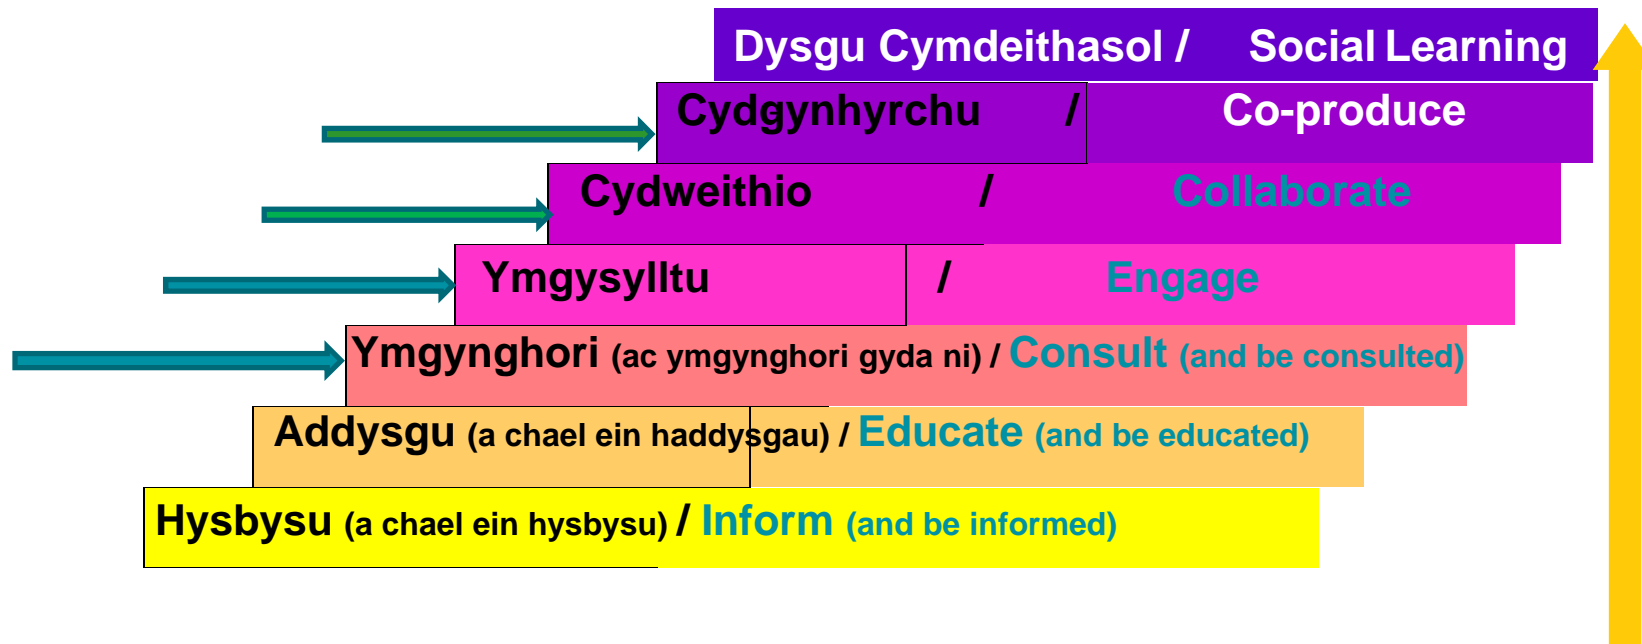 Dysgu Cymdeithasol / Social Learning
Cydgynhyrchu / Co-produce
Cydweithio / Collaborate
Ymgysylltu / Engage
Ymgynghori (ac ymgynghori gyda ni) / Consult (and be consulted)
Addysgu (a chael ein haddysgau) / Educate (and be educated)
Hysbysu (a chael ein hysbysu) / Inform (and be informed)